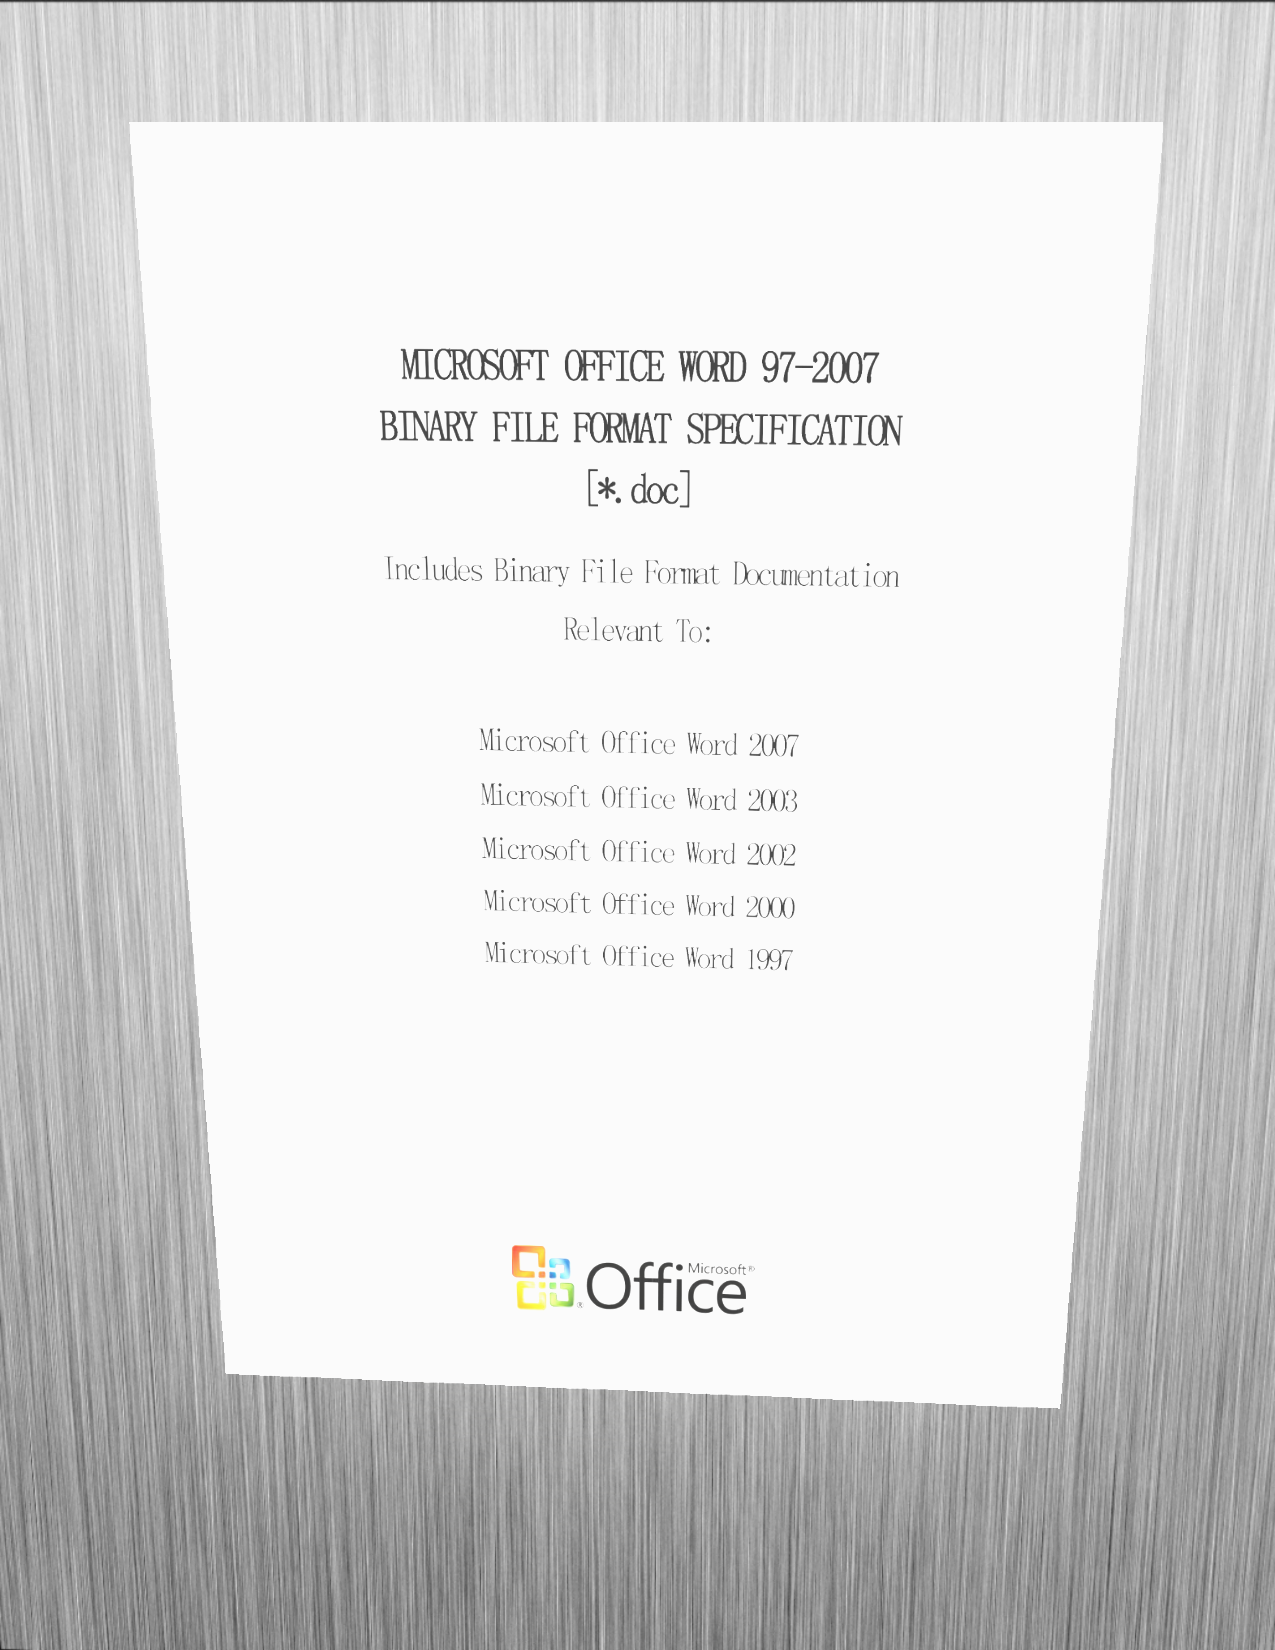 MICROSOFT OFFICE WORD 97-2007
BINARY FILE FORMAT SPECIFICATION
[*.doc]
Includes Binary File Format Documentation
Relevant To:
Microsoft Office Word 2007
Microsoft Office Word 2003
Microsoft Office Word 2002
Microsoft Office Word 2000
Microsoft Office Word 1997
Microsoft®
® Office